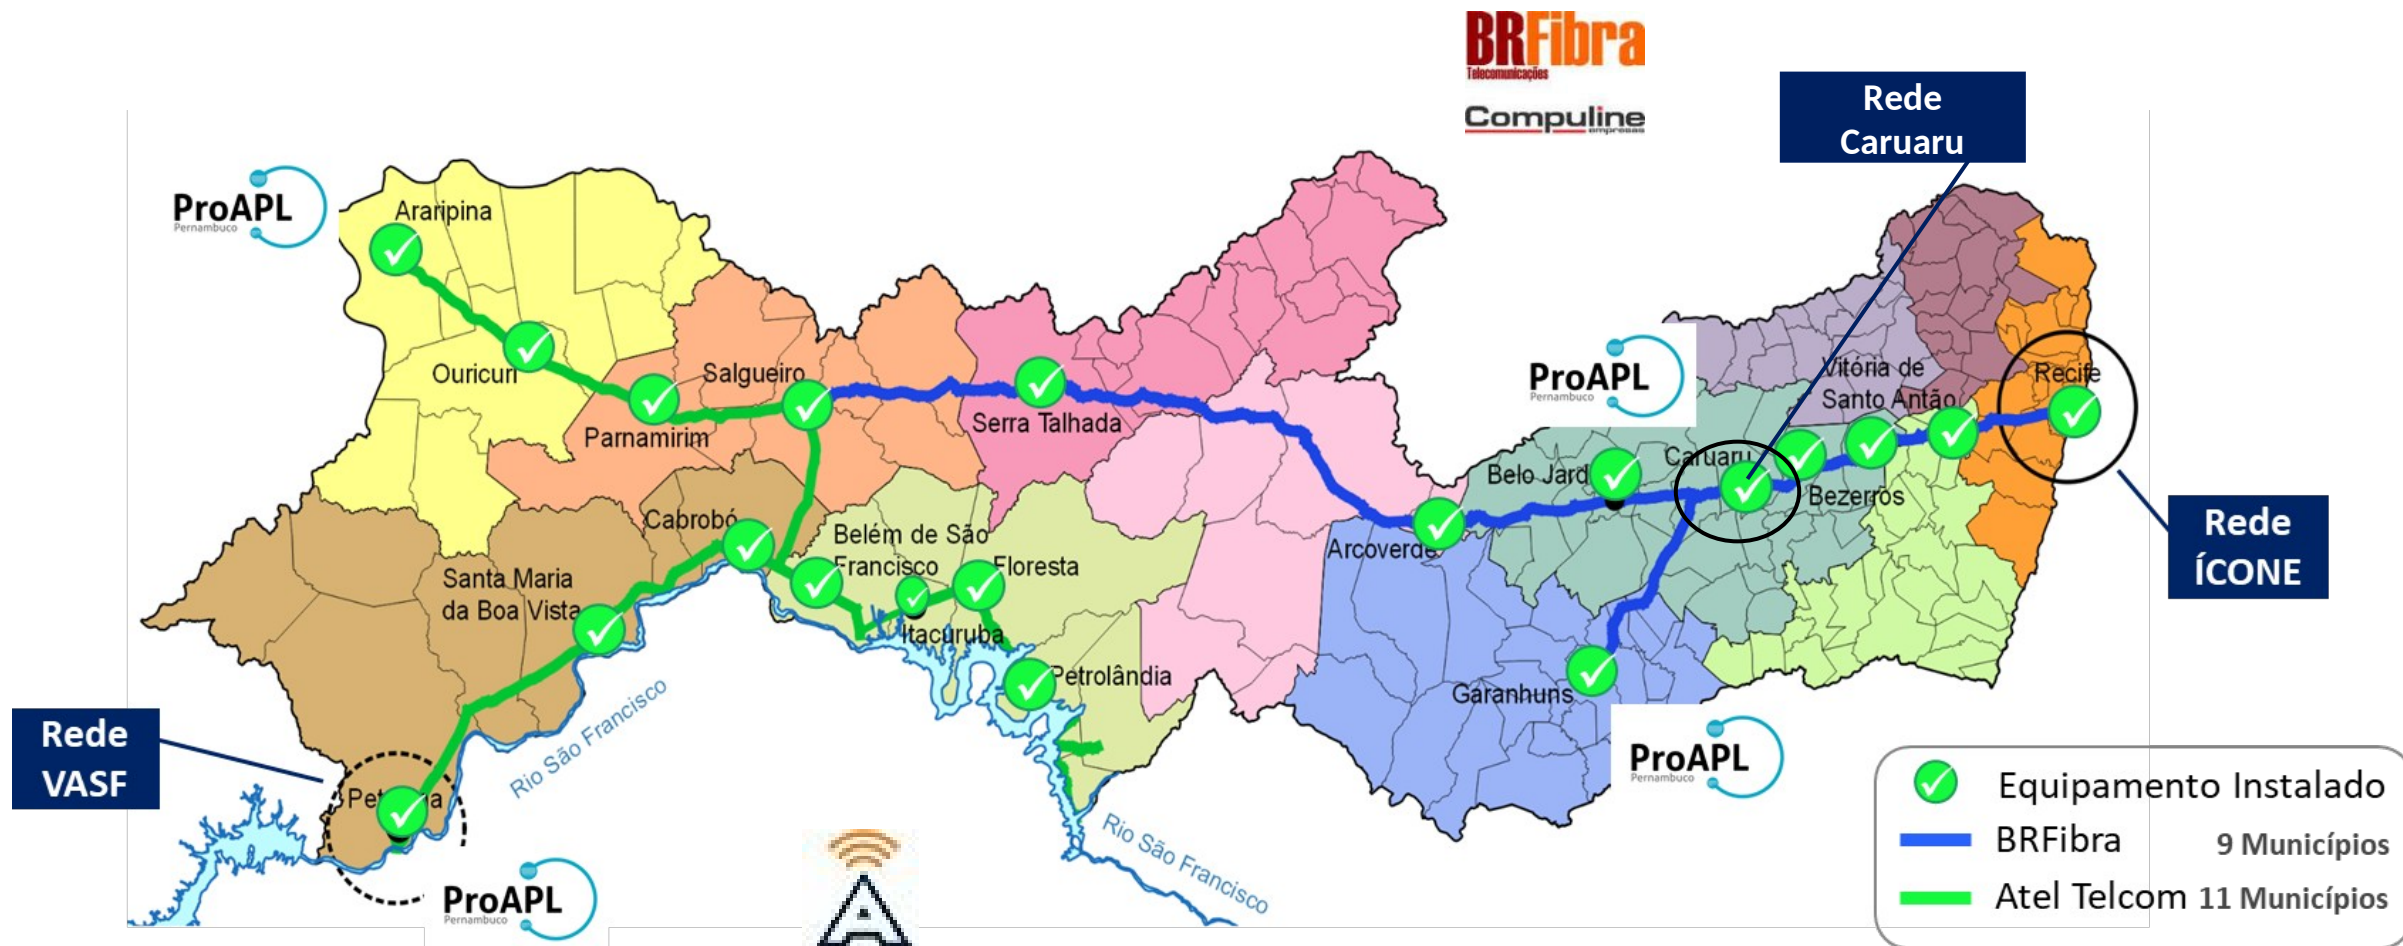 BRFibra
Telecomunicações
Compuline
empresas
Rede
Caruaru
ProAPL
Pernambuco
Araripina
Ouricuri
Parnamirim
Salgueiro
Serra Talhada
ProAPL
Pernambuco
Vitória de
Santo Antão
Recife
Belo Jard
Caruaru
Bezerros
Arcoverde
Rede
ÍCONE
Cabrobó
Belém de São
Francisco
Floresta
Itacuruba
Petrolândia
Santa Maria
da Boa Vista
Garanhuns
Rio São Francisco
Rede
VASF
Pet a
ProAPL
Pernambuco
ProAPL
Pernambuco
Rio São Francisco
Equipamento Instalado
BRFibra 9 Municípios
Atel Telcom 11 Municípios